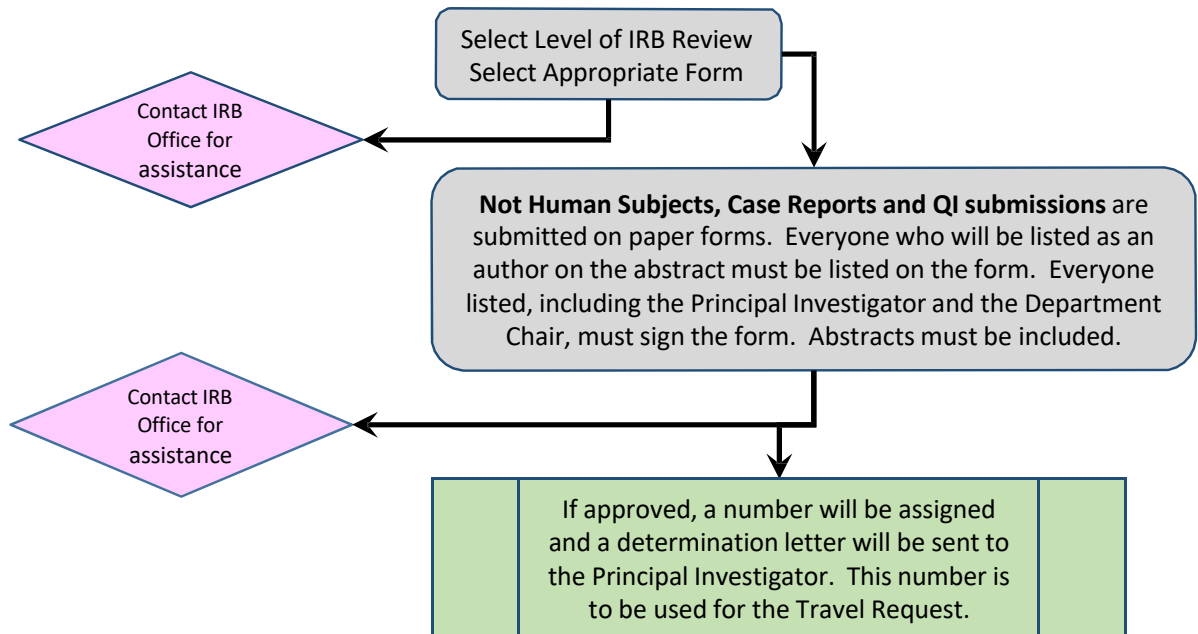 Select Level of IRB Review
Select Appropriate Form
Contact IRB
Office for
assistance
Not Human Subjects, Case Reports and QI submissions are
submitted on paper forms.  Everyone who will be listed as an
author on the abstract must be listed on the form.  Everyone
listed, including the Principal Investigator and the Department
Chair, must sign the form.  Abstracts must be included.
Contact IRB
Office for
assistance
If approved, a number will be assigned
and a determination letter will be sent to
the Principal Investigator.  This number is
to be used for the Travel Request.